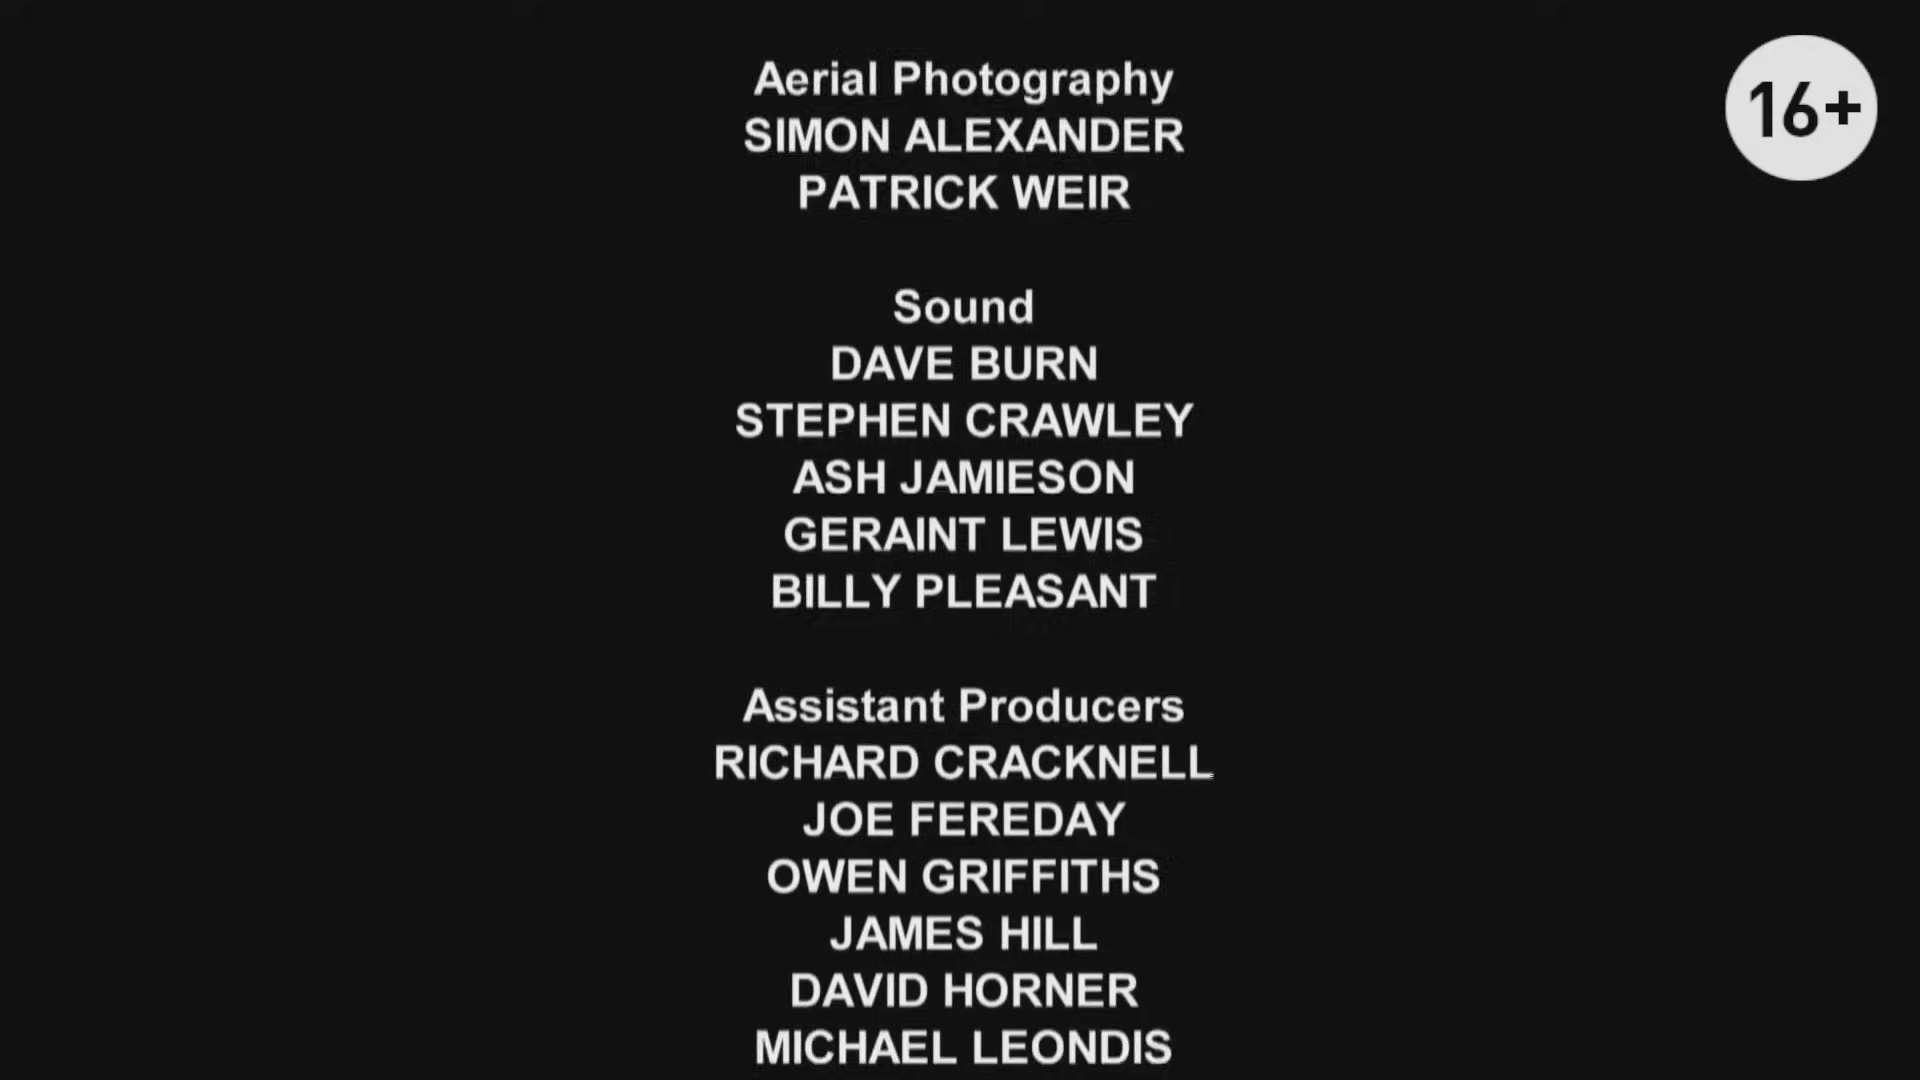 Aerial Photography
SIMON ALEXANDER
PATRICK WEIR
16+
Sound
DAVE BURN
STEPHEN CRAWLEY
ASH JAMIESON
GERAINT LEWIS
BILLY PLEASANT
Assistant Producers
RICHARD CRACKNELL
JOE FEREDAY
OWEN GRIFFITHS
JAMES HILL
DAVID HORNER
MICHAEL LEONDIS